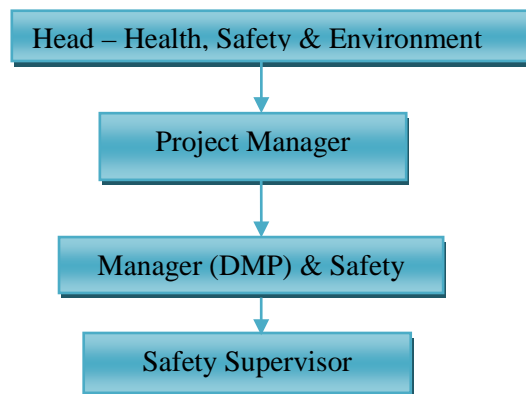 Head – Health, Safety & Environment
Project Manager
Manager (DMP) & Safety
Safety Supervisor